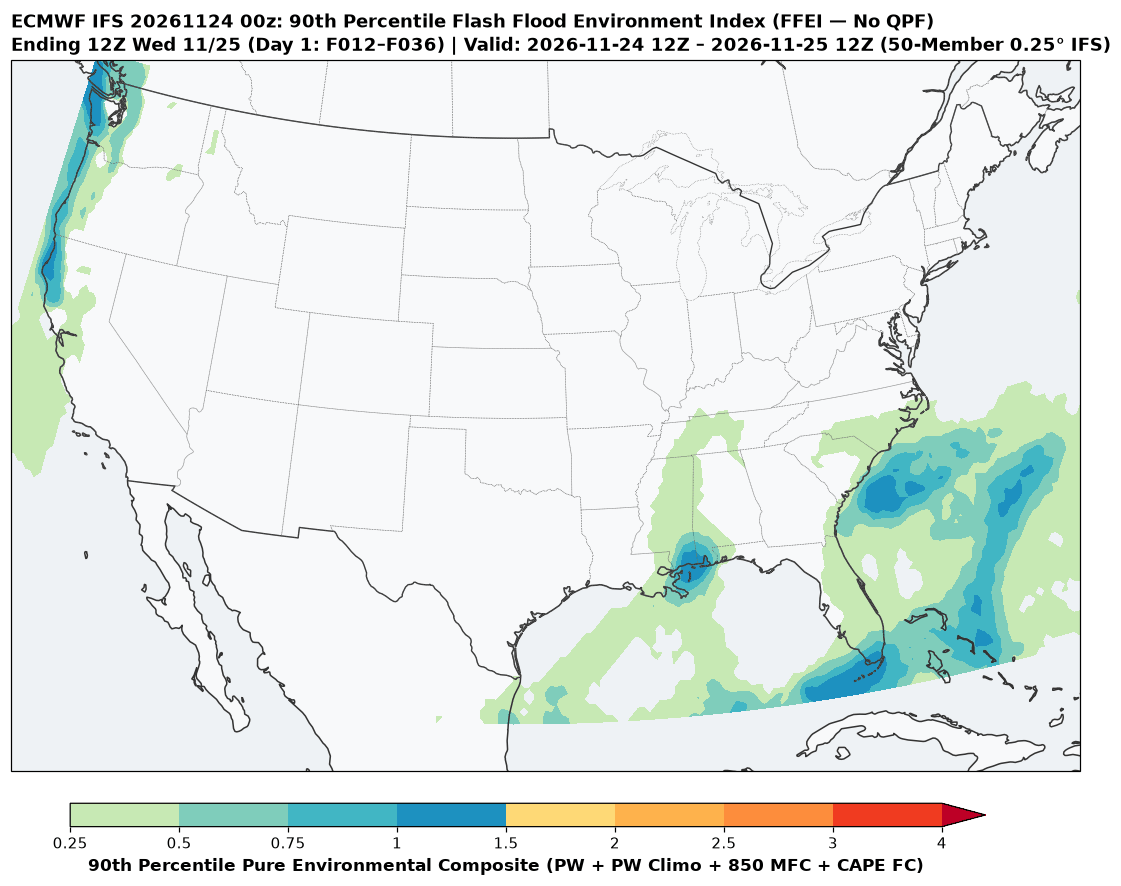 ECMWF IFS 20261124 00z: 90th Percentile Flash Flood Environment Index (FFEI — No QPF)
Ending 12Z Wed 11/25 (Day 1: F012–F036) | Valid: 2026-11-24 12Z – 2026-11-25 12Z (50-Member 0.25° IFS)
0.25 0.5 0.75 1 1.5 2 2.5 3 4
90th Percentile Pure Environmental Composite (PW + PW Climo + 850 MFC + CAPE FC)